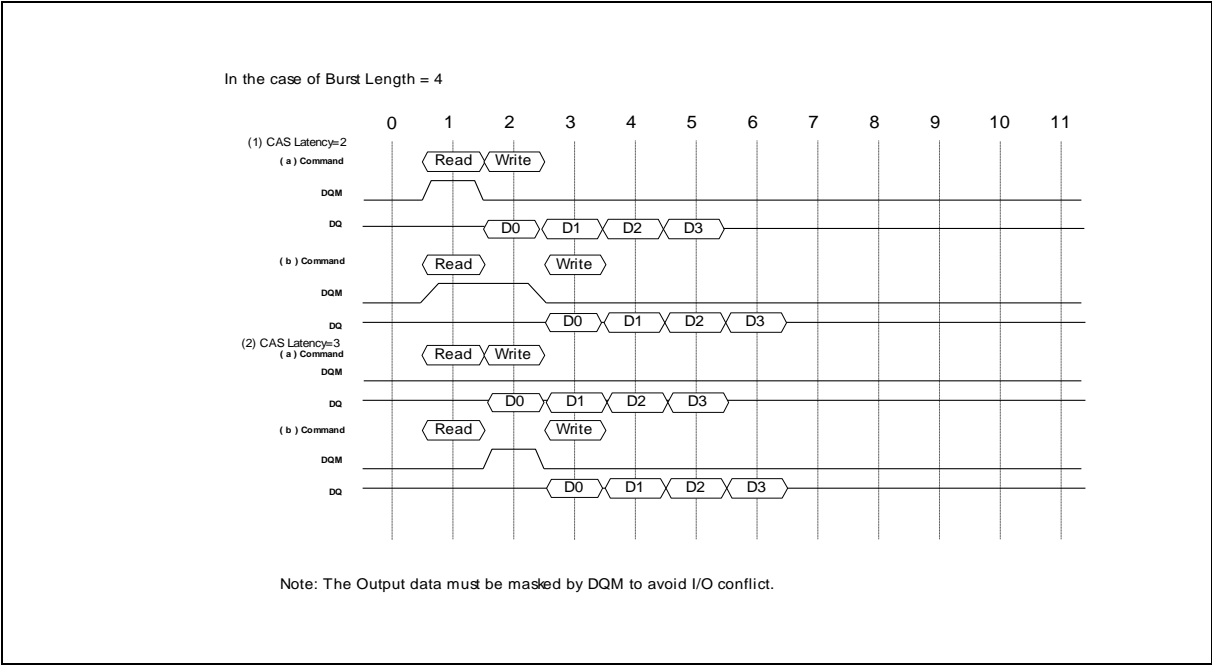 In the case of Burst Length = 4
0 1 2 3 4 5 6 7 8 9 10 11
(1) CAS Latency=2
( a ) Command Read Write
DQM
DQ D0 D1 D2 D3
( b ) Command Read Write
DQM
DQ D0 D1 D2 D3
(2) CAS Latency=3
( a ) Command Read Write
DQM
DQ D0 D1 D2 D3
( b ) Command Read Write
DQM
DQ D0 D1 D2 D3
Note: The Output data must be masked by DQM to avoid I/O conflict.